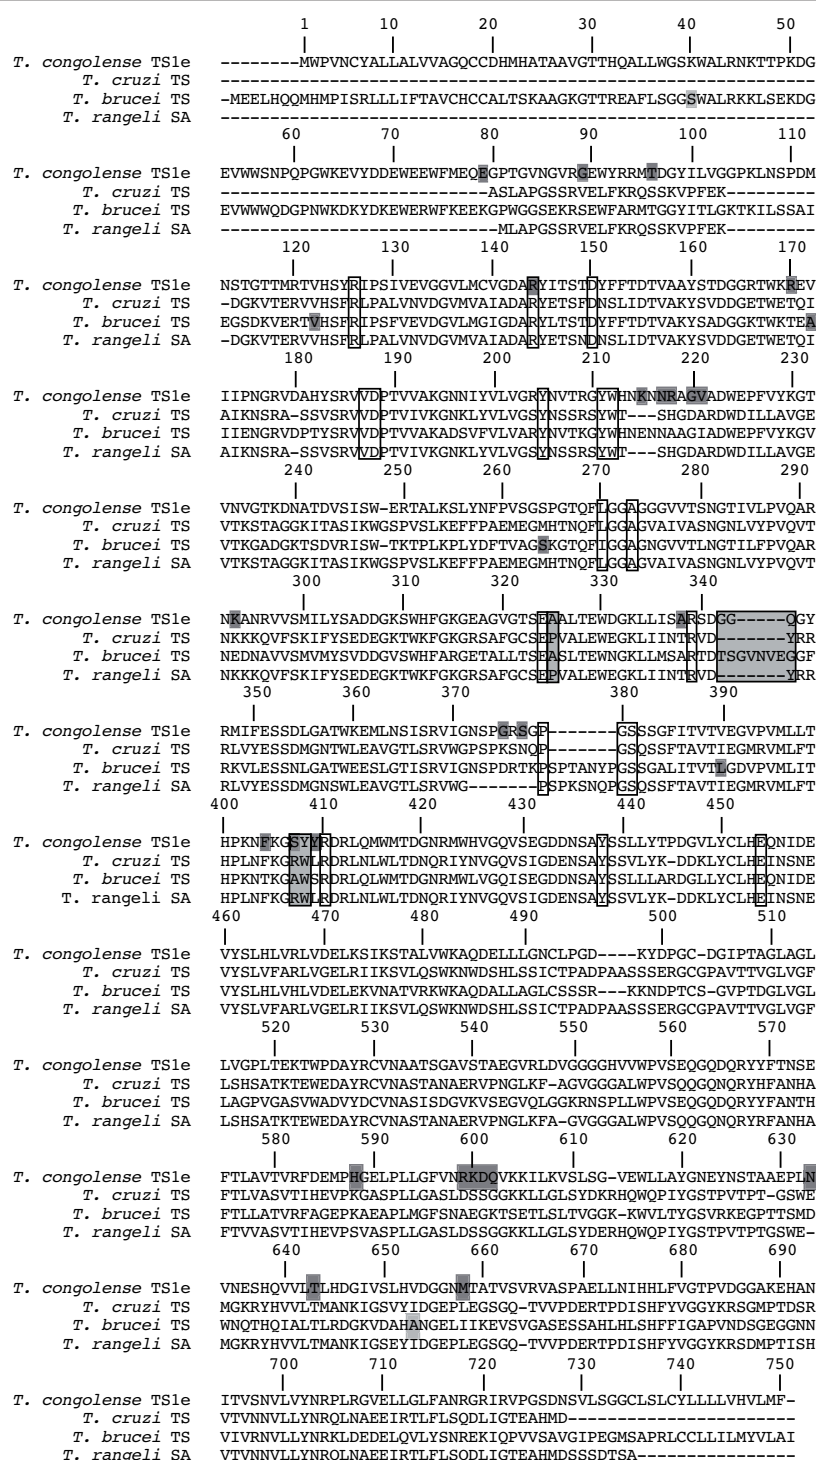 1 10 20 30 40 50
T. congolense TS1e --------MWPVNCYALLALVVAGQCCDHMHATAAVGTTHQALLWGSKWALRNKTTPKDG
T. cruzi TS ------------------------------------------------------------
T. brucei TS -MEELHQQMHMPISRLLLIFTAVCHCCALTSKAAGKGTTREAFLSGGSWALRKKLSEKDG
T. rangeli SA ------------------------------------------------------------
60 70 80 90 100 110
T. congolense TS1e EVWWSNPQPGWKEVYDDEWEEWFMEQEGPTGVNGVRGEWYRRMTDGYILVGGPKLNSPDM
T. cruzi TS ---------------------------ASLAPGSSRVELFKRQSSKVPFEK---------
T. brucei TS EVWWWQDGPNWKDKYDKEWERWFKEEKGPWGGSEKRSEWFARMTGGYITLGKTKILSSAI
T. rangeli SA ----------------------------MLAPGSSRVELFKRQSSKVPFEK---------
120 130 140 150 160 170
T. congolense TS1e NSTGTTMRTVHSYRIPSIVEVGGVLMCVGDARYITSTDYFFTDTVAAYSTDGGRTWKREV
T. cruzi TS -DGKVTERVVHSFRLPALVNVDGVMVAIADARYETSFDNSLIDTVAKYSVDDGETWETQI
T. brucei TS EGSDKVERTVHSFRIPSFVEVDGVLMGIGDARYLTSTDYFFTDTVAKYSADGGKTWKTEA
T. rangeli SA -DGKVTERVVHSFRLPALVNVDGVMVAIADARYETSNDNSLIDTVAKYSVDDGETWETQI
180 190 200 210 220 230
T. congolense TS1e IIPNGRVDAHYSRVVDPTVVAKGNNIYVLVGRYNVTRGYWHNKNNRAGVADWEPFVYKGT
T. cruzi TS AIKNSRA-SSVSRVVDPTVIVKGNKLYVLVGSYNSSRSYWT---SHGDARDWDILLAVGE
T. brucei TS IIENGRVDPTYSRVVDPTVVAKADSVFVLVARYNVTKGYWHNENNAAGIADWEPFVYKGV
T. rangeli SA AIKNSRA-SSVSRVVDPTVIVKGNKLYVLVGSYNSSRSYWT---SHGDARDWDILLAVGE
240 250 260 270 280 290
T. congolense TS1e VNVGTKDNATDVSISW-ERTALKSLYNFPVSGSPGTQFLGGAGGGVVTSNGTIVLPVQAR
T. cruzi TS VTKSTAGGKITASIKWGSPVSLKEFFPAEMEGMHTNQFLGGAGVAIVASNGNLVYPVQVT
T. brucei TS VTKGADGKTSDVRISW-TKTPLKPLYDFTVAGSKGTQFIGGAGNGVVTLNGTILFPVQAR
T. rangeli SA VTKSTAGGKITASIKWGSPVSLKEFFPAEMEGMHTNQFLGGAGVAIVASNGNLVYPVQVT
300 310 320 330 340
T. congolense TS1e NKANRVVSMILYSADDGKSWHFGKGEAGVGTSEAALTEWDGKLLISARSDGG-----QGY
T. cruzi TS NKKKQVFSKIFYSEDEGKTWKFGKGRSAFGCSEPVALEWEGKLIINTRVD-------YRR
T. brucei TS NEDNAVVSMVMYSVDDGVSWHFARGETALLTSEASLTEWNGKLLMSARTDTSGVNVEGGF
T. rangeli SA NKKKQVFSKIFYSEDEGKTWKFGKGRSAFGCSEPVALEWEGKLIINTRVD-------YRR
350 360 370 380 390
T. congolense TS1e RMIFESSDLGATWKEMLNSISRVIGNSPGRSGP-------GSSSGFITVTVEGVPVMLLT
T. cruzi TS RLVYESSDMGNTWLEAVGTLSRVWGPSPKSNQP-------GSQSSFTAVTIEGMRVMLFT
T. brucei TS RKVLESSNLGATWEESLGTISRVIGNSPDRTKPSPTANYPGSSGALITVTLGDVPVMLIT
T. rangeli SA RLVYESSDMGNSWLEAVGTLSRVWG-------PSPKSNQPGSQSSFTAVTIEGMRVMLFT
400 410 420 430 440 450
T. congolense TS1e HPKNFKGSYYRDRLQMWMTDGNRMWHVGQVSEGDDNSAYSSLLYTPDGVLYCLHEQNIDE
T. cruzi TS HPLNFKGRWLRDRLNLWLTDNQRIYNVGQVSIGDENSAYSSVLYK-DDKLYCLHEINSNE
T. brucei TS HPKNTKGAWSRDRLQLWMTDGNRMWLVGQISEGDDNSAYSSLLLARDGLLYCLHEQNIDE
T. rangeli SA HPLNFKGRWLRDRLNLWLTDNQRIYNVGQVSIGDENSAYSSVLYK-DDKLYCLHEINSNE
460 470 480 490 500 510
T. congolense TS1e VYSLHLVRLVDELKSIKSTALVWKAQDELLLGNCLPGD----KYDPGC-DGIPTAGLAGL
T. cruzi TS VYSLVFARLVGELRIIKSVLQSWKNWDSHLSSICTPADPAASSSERGCGPAVTTVGLVGF
T. brucei TS VYSLHLVHLVDELEKVNATVRKWKAQDALLAGLCSSSR---KKNDPTCS-GVPTDGLVGL
T. rangeli SA VYSLVFARLVGELRIIKSVLQSWKNWDSHLSSICTPADPAASSSERGCGPAVTTVGLVGF
520 530 540 550 560 570
T. congolense TS1e LVGPLTEKTWPDAYRCVNAATSGAVSTAEGVRLDVGGGGHVVWPVSEQGQDQRYYFTNSE
T. cruzi TS LSHSATKTEWEDAYRCVNASTANAERVPNGLKF-AGVGGGALWPVSQQGQNQRYHFANHA
T. brucei TS LAGPVGASVWADVYDCVNASISDGVKVSEGVQLGGKRNSPLLWPVSEQGQDQRYYFANTH
T. rangeli SA LSHSATKTEWEDAYRCVNASTANAERVPNGLKFA-GVGGGALWPVSQQGQNQRYRFANHA
580 590 600 610 620 630
T. congolense TS1e FTLAVTVRFDEMPHGELPLLGFVNRKDQVKKILKVSLSG-VEWLLAYGNEYNSTAAEPLN
T. cruzi TS FTLVASVTIHEVPKGASPLLGASLDSSGGKKLLGLSYDKRHQWQPIYGSTPVTPT-GSWE
T. brucei TS FTLLATVRFAGEPKAEAPLMGFSNAEGKTSETLSLTVGGK-KWVLTYGSVRKEGPTTSMD
T. rangeli SA FTVVASVTIHEVPSVASPLLGASLDSSGGKKLLGLSYDERHQWQPIYGSTPVTPTGSWE-
640 650 660 670 680 690
T. congolense TS1e VNESHQVVLTLHDGIVSLHVDGGNMTATVSVRVASPAELLNIHHLFVGTPVDGGAKEHAN
T. cruzi TS MGKRYHVVLTMANKIGSVYIDGEPLEGSGQ-TVVPDERTPDISHFYVGGYKRSGMPTDSR
T. brucei TS WNQTHQIALTLRDGKVDAHANGELIIKEVSVGASESSAHLHLSHFFIGAPVNDSGEGGNN
T. rangeli SA MGKRYHVVLTMANKIGSEYIDGEPLEGSGQ-TVVPDERTPDISHFYVGGYKRSDMPTISH
700 710 720 730 740 750
T. congolense TS1e ITVSNVLVYNRPLRGVELLGLFANRGRIRVPGSDNSVLSGGCLSLCYLLLLVHVLMF-
T. cruzi TS VTVNNVLLYNRQLNAEEIRTLFLSQDLIGTEAHMD-----------------------
T. brucei TS VIVRNVLLYNRKLDEDELQVLYSNREKIQPVVSAVGIPEGMSAPRLCCLLILMYVLAI
T. rangeli SA VTVNNVLLYNRQLNAEEIRTLFLSQDLIGTEAHMDSSSDTSA----------------